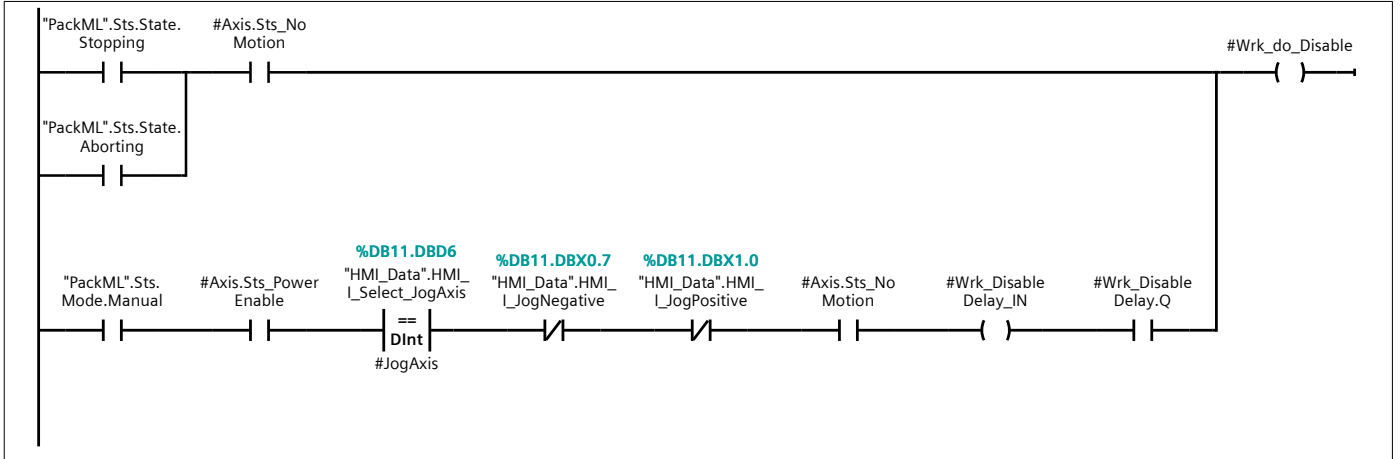 "PackML".Sts.State.
Stopping
#Axis.Sts_No
Motion
#Wrk_do_Disable
"PackML".Sts.State.
Aborting
"PackML".Sts.
Mode.Manual
#Axis.Sts_Power
Enable
%DB11.DBD6
"HMI_Data".HMI_
I_Select_JogAxis
==
DInt
#JogAxis
%DB11.DBX0.7
"HMI_Data".HMI_
I_JogNegative
%DB11.DBX1.0
"HMI_Data".HMI_
I_JogPositive
#Axis.Sts_No
Motion
#Wrk_Disable
Delay_IN
#Wrk_Disable
Delay.Q